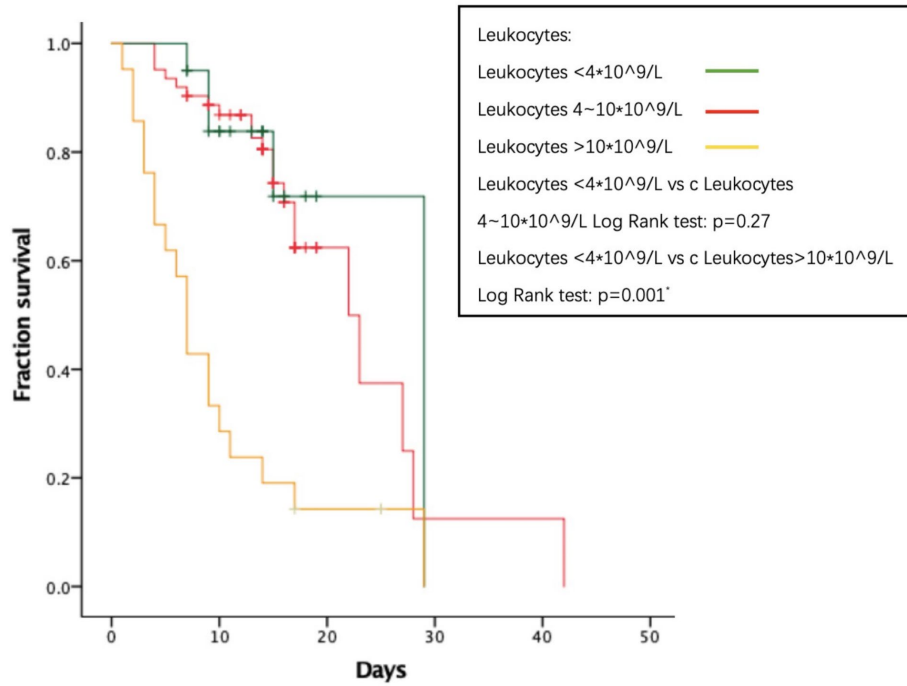 Leukocytes:
Leukocytes <4*10^9/L
Leukocytes 4~10*10^9/L
Leukocytes >10*10^9/L
Leukocytes <4*10^9/L vs c Leukocytes
4~10*10^9/L Log Rank test: p=0.27
Leukocytes <4*10^9/L vs c Leukocytes>10*10^9/L
Log Rank test: p=0.001*
Fraction survival
1.0
0.8
0.6
0.4
0.2
0.0
0 10 20 30 40 50
Days